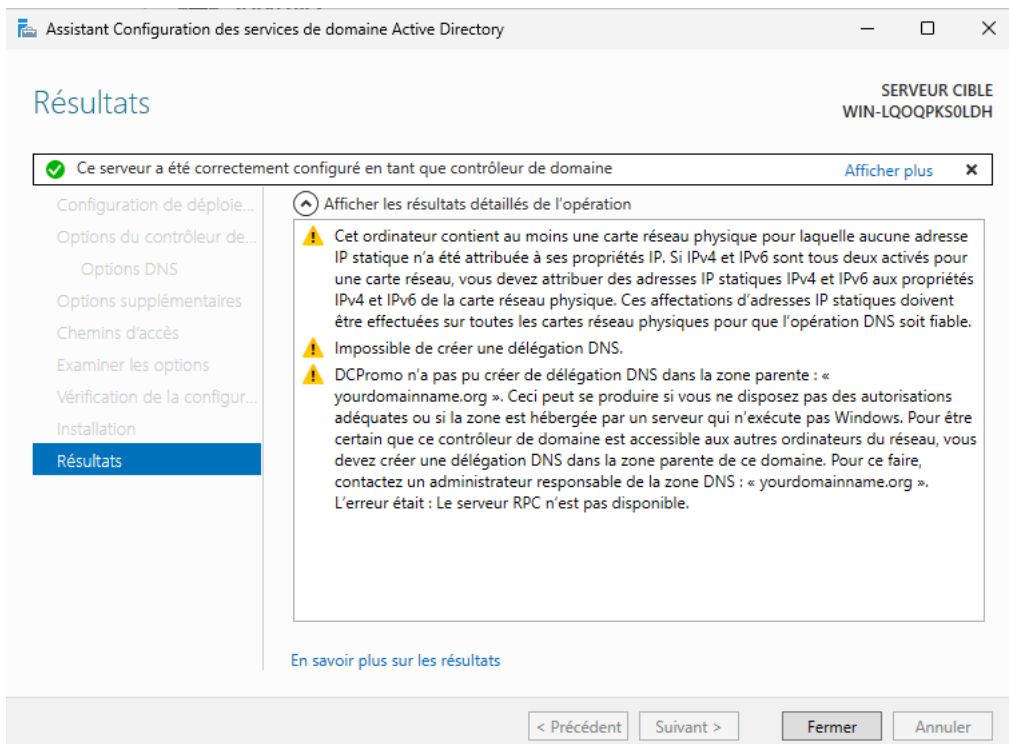 Assistant Configuration des services de domaine Active Directory
Résultats
SERVEUR CIBLE
WIN-LQOQPKS0LDH
Ce serveur a été correctement configuré en tant que contrôleur de domaine
Afficher plus
Configuration de déploie...
Options du contrôleur de...
Options DNS
Options supplémentaires
Chemins d'accès
Examiner les options
Vérification de la configur...
Installation
Résultats
Afficher les résultats détaillés de l'opération
Cet ordinateur contient au moins une carte réseau physique pour laquelle aucune adresse
IP statique n'a été attribuée à ses propriétés IP. Si IPv4 et IPv6 sont tous deux activés pour
une carte réseau, vous devez attribuer des adresses IP statiques IPv4 et IPv6 aux propriétés
IPv4 et IPv6 de la carte réseau physique. Ces affectations d'adresses IP statiques doivent
être effectuées sur toutes les cartes réseau physiques pour que l'opération DNS soit fiable.
Impossible de créer une délégation DNS.
DCPromo n'a pas pu créer de délégation DNS dans la zone parente : «
yourdomainname.org ». Ceci peut se produire si vous ne disposez pas des autorisations
adéquates ou si la zone est hébergée par un serveur qui n'exécute pas Windows. Pour être
certain que ce contrôleur de domaine est accessible aux autres ordinateurs du réseau, vous
devez créer une délégation DNS dans la zone parente de ce domaine. Pour ce faire,
contactez un administrateur responsable de la zone DNS : « yourdomainname.org ».
L'erreur était : Le serveur RPC n'est pas disponible.
En savoir plus sur les résultats
< Précédent
Suivant >
Fermer
Annuler